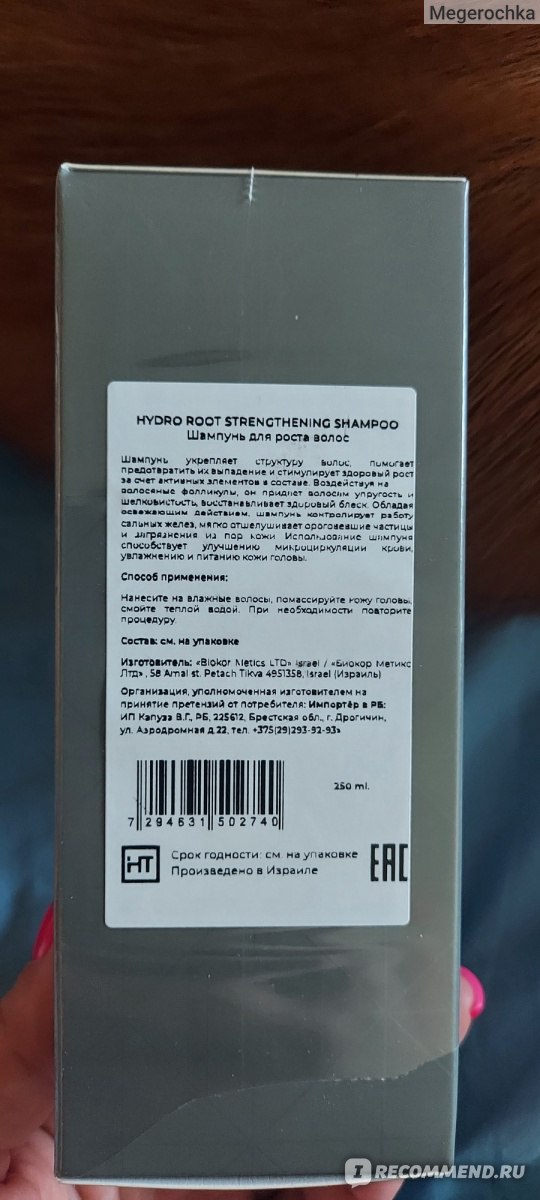 Megerochka
HYDRO ROOT STRENGTHENING SHAMPOO
Шампунь для роста волос
Шампунь укрепляет структуру волос, помогает
предотвратить их выпадение и стимулирует здоровый рост
за счет активных элементов в составе. Воздействуя на
волосяные фолликулы, он придает волосам упругость и
шелковистость, восстанавливает здоровый блеск. Обладая
освежающим действием, шампунь контролирует работу
сальных желез, мягко отшелушивает ороговевшие частицы
и загрязнения из пор кожи. Использование шампуня
способствует улучшению микроциркуляции крови,
увлажнению и питанию кожи головы.
Способ применения:
Нанесите на влажные волосы, помассируйте кожу головы,
смойте теплой водой. При необходимости повторите
процедуру.
Состав: см. на упаковке
Изготовитель: «Biokor Metics LTD» Israel / «Биокор Метикс
Лтд» , 58 Amal st. Petach Tikva 4951358, Israel (Израиль)
Организация, уполномоченная изготовителем на
принятие претензий от потребителя: Импортёр в РБ:
ИП Капуза В.Г., РБ, 225612, Брестская обл., г. Дрогичин,
ул. Аэродромная д.22, тел. +375(29)293-92-93»
250 ml.
7 294631 502740
HT
Срок годности: см. на упаковке
Произведено в Израиле
EAC
IRECOMMEND.RU